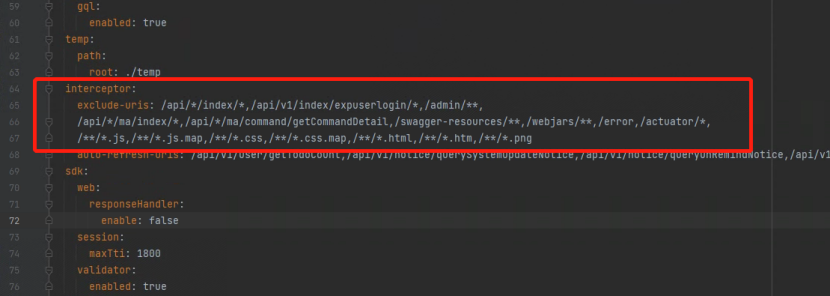 59 gql:
60 enabled: true
61 temp:
62 path:
63 root: ./temp
64 interceptor:
65 exclude-uris: /api/*/index/*,/api/v1/index/expuserlogin/*,/admin/**,
66 /api/*/ma/index/*,/api/*/ma/command/getCommandDetail,/swagger-resources/**,/webjars/**,/error,/actuator/*,
67 /**/*.js,/**/*.js.map,/**/*.css,/**/*.css.map,/**/*.html,/**/*.htm,/**/*.png
68 auto-refresh-uris: /api/v1/user/getTodoCount,/api/v1/notice/querySystemUpdateNotice,/api/v1/notice/queryUnRemindNotice,/api/v1
69 sdk:
70 web:
71 responseHandler:
72 enable: false
73 session:
74 maxTti: 1800
75 validator:
76 enabled: true